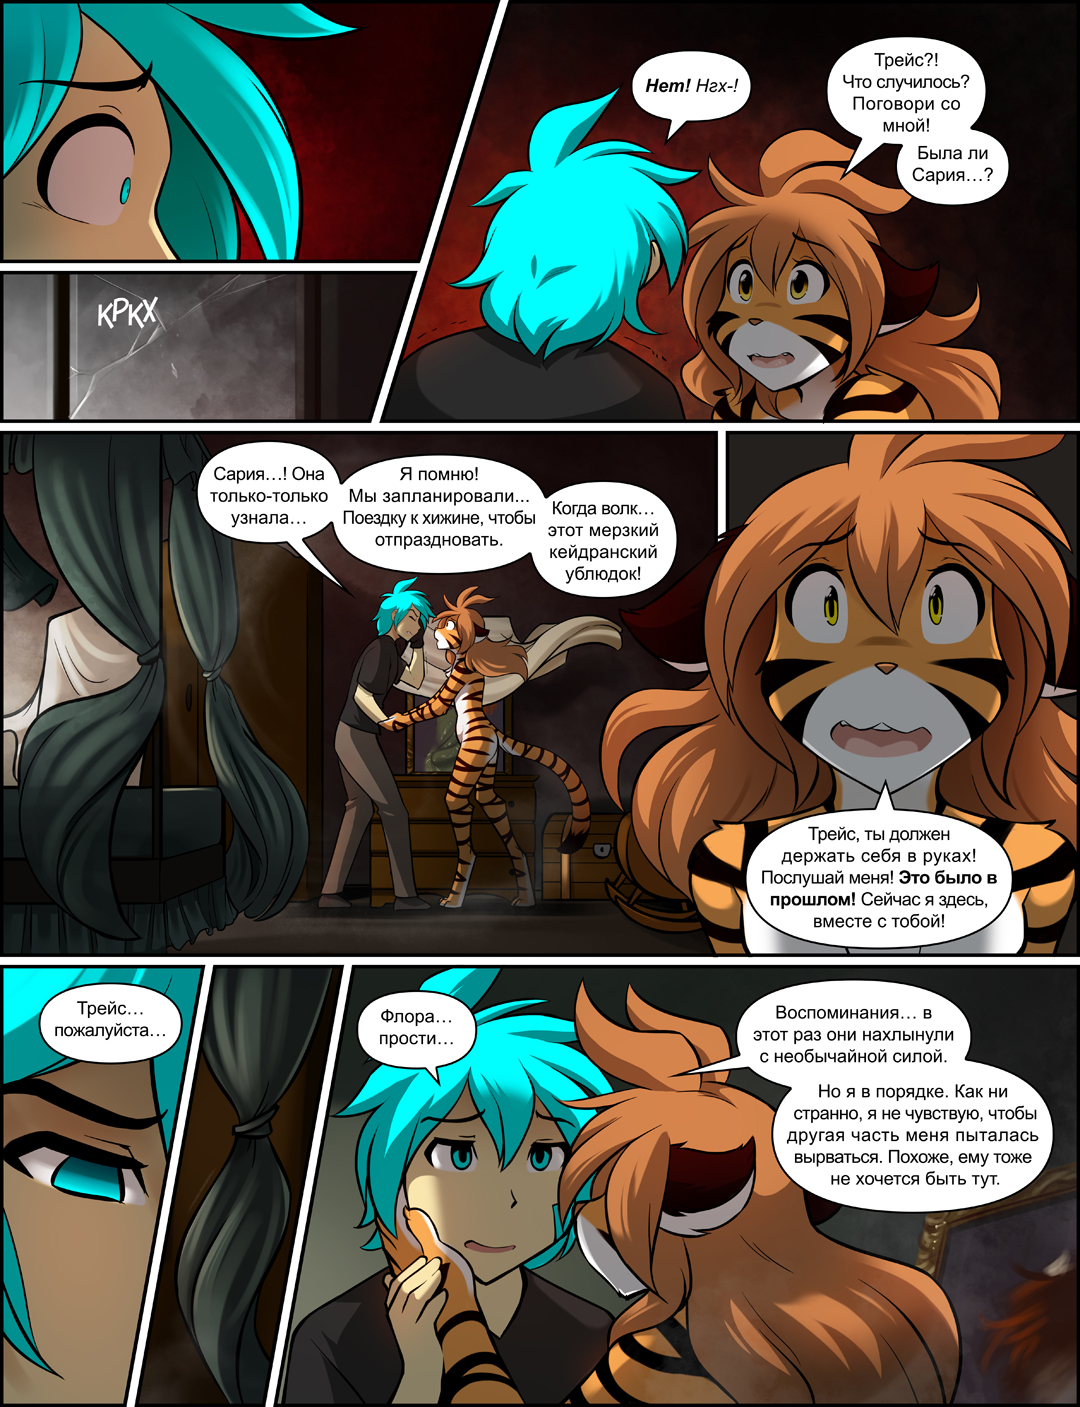 Нет! Нгх-!
Трейс?!
Что случилось?
Поговори со
мной!
Была ли
Сария...?
КРКХ
Сария...! Она
только-только
узнала...
Я помню!
Мы запланировали...
Поездку к хижине, чтобы
отпраздновать.
Когда волк...
этот мерзкий
кейдранский
ублюдок!
Трейс, ты должен
держать себя в руках!
Послушай меня! Это было в
прошлом! Сейчас я здесь,
вместе с тобой!
Трейс...
пожалуйста...
Флора...
прости...
Воспоминания... в
этот раз они нахлынули
с необычайной силой.
Но я в порядке. Как ни
странно, я не чувствую, чтобы
другая часть меня пыталась
вырваться. Похоже, ему тоже
не хочется быть тут.